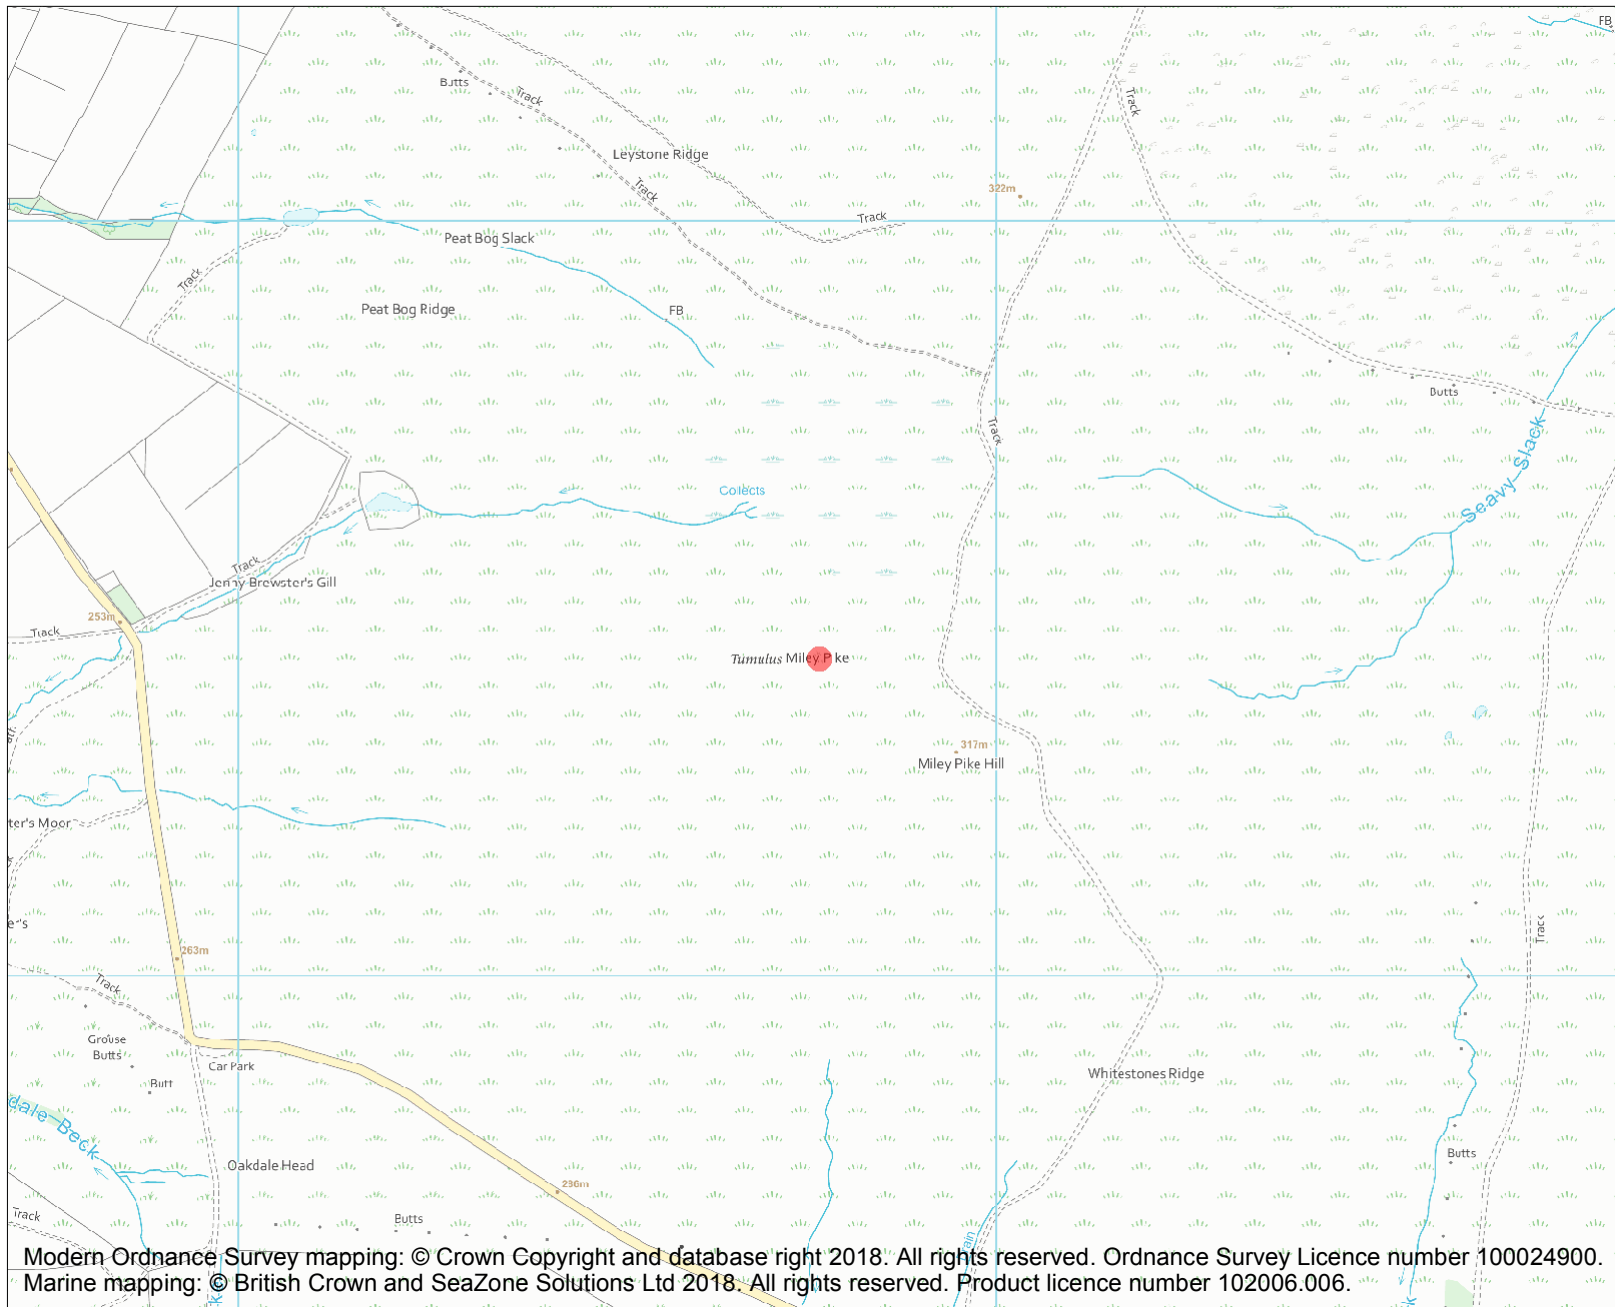 FB
Butts
Track
Track
Leystone Ridge
Track
322m
Track
Peat Bog Slack
Track
Peat Bog Ridge
FB
Butts
Track
Seavy Slack
Collects
Track
Jenny Brewster's Gill
253m
Track
Tumulus Miley Pike
317m
Miley Pike Hill
ter's Moor
Track
263m
Track
Grouse
Butts
Car Park
Butt
Whitestones Ridge
dale Beck
Butts
Oakdale Head
Track
Butts
Modern Ordnance Survey mapping: © Crown Copyright and database right 2018. All rights reserved. Ordnance Survey Licence number 100024900.
Marine mapping: © British Crown and SeaZone Solutions Ltd 2018. All rights reserved. Product licence number 102006.006.